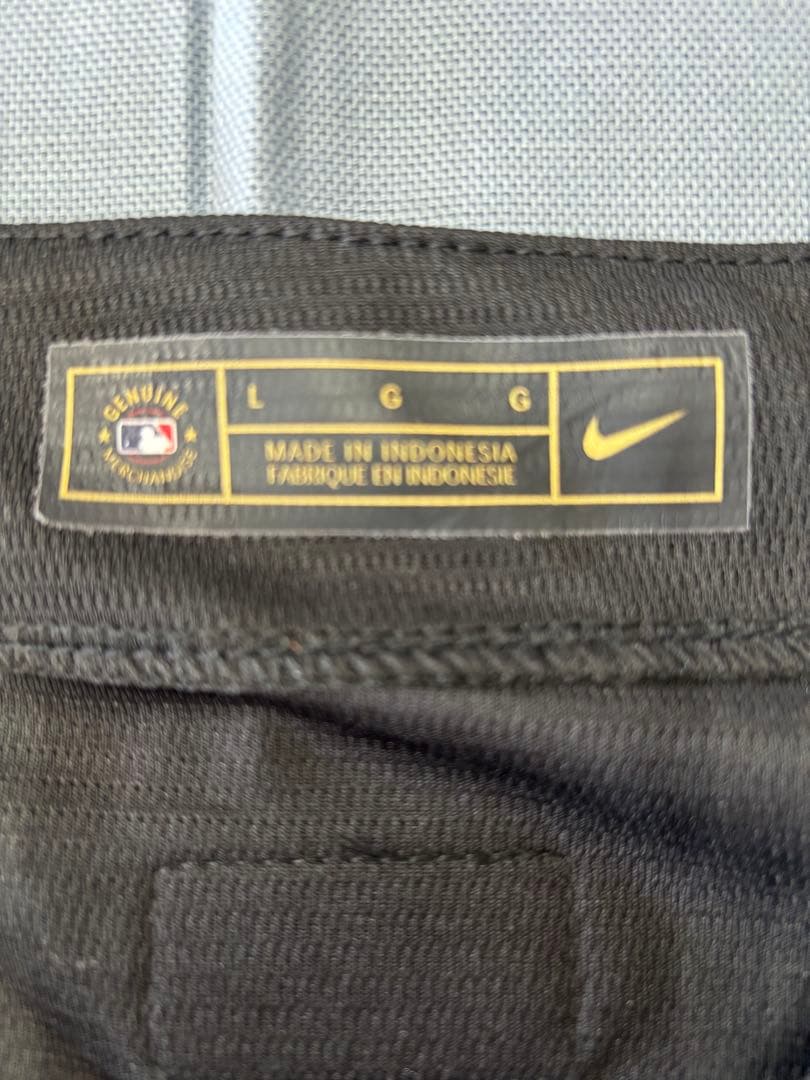 GENUINE
MERCHANDISE
L G G
MADE IN INDONESIA
FABRIQUE EN INDONESIE